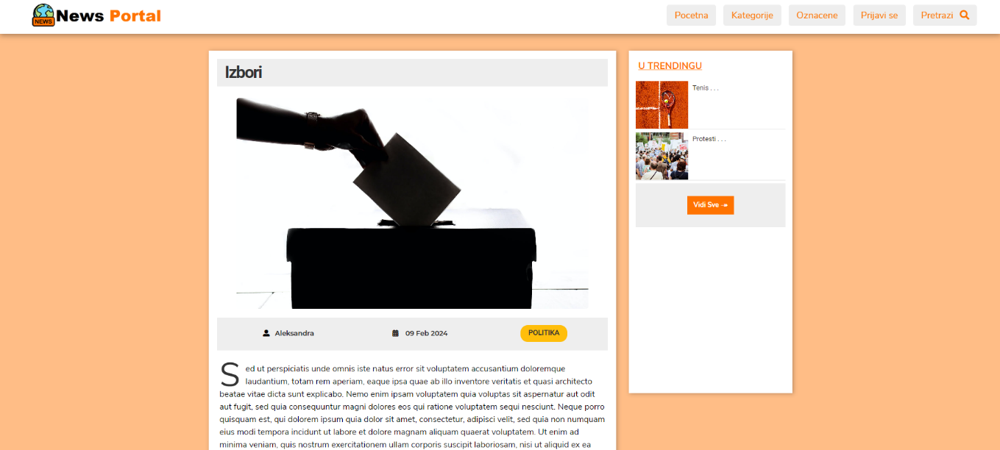 NEWS
News Portal
Pocetna
Kategorije
Oznacene
Prijavi se
Pretrazi
Izbori
Aleksandra
09 Feb 2024
POLITIKA
Sed ut perspiciatis unde omnis iste natus error sit voluptatem accusantium doloremque
laudantium, totam rem aperiam, eaque ipsa quae ab illo inventore veritatis et quasi architecto
beatae vitae dicta sunt explicabo. Nemo enim ipsam voluptatem quia voluptas sit aspernatur aut odit
aut fugit, sed quia consequuntur magni dolores eos qui ratione voluptatem sequi nesciunt. Neque porro
quisquam est, qui dolorem ipsum quia dolor sit amet, consectetur, adipisci velit, sed quia non numquam
eius modi tempora incidunt ut labore et dolore magnam aliquam quaerat voluptatem. Ut enim ad
minima veniam, quis nostrum exercitationem ullam corporis suscipit laboriosam, nisi ut aliquid ex ea
U TRENDINGU
Tenis . . .
Protesti . . .
Vidi Sve ↠